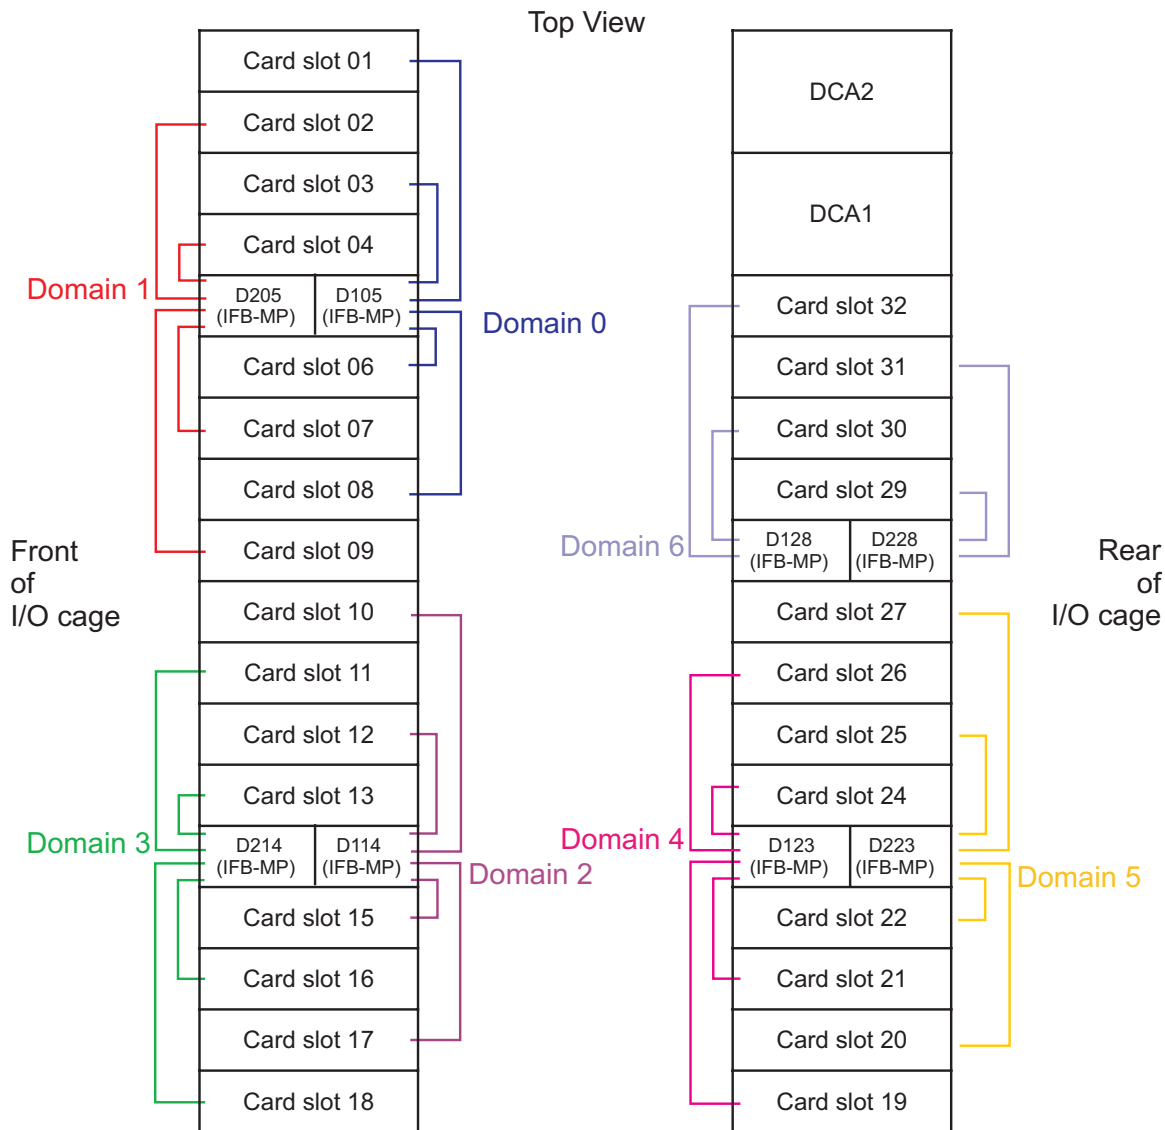 Top View
Card slot 01
Card slot 02
Card slot 03
Card slot 04
Domain 1
D205
(IFB-MP)
D105
(IFB-MP)
Domain 0
Card slot 06
Card slot 07
Card slot 08
Card slot 09
Front
of
I/O cage
Card slot 10
Card slot 11
Card slot 12
Card slot 13
Domain 3
D214
(IFB-MP)
D114
(IFB-MP)
Domain 2
Card slot 15
Card slot 16
Card slot 17
Card slot 18
DCA2
DCA1
Card slot 32
Card slot 31
Card slot 30
Card slot 29
Domain 6
D128
(IFB-MP)
D228
(IFB-MP)
Rear
of
I/O cage
Card slot 27
Card slot 26
Card slot 25
Card slot 24
Domain 4
D123
(IFB-MP)
D223
(IFB-MP)
Domain 5
Card slot 22
Card slot 21
Card slot 20
Card slot 19